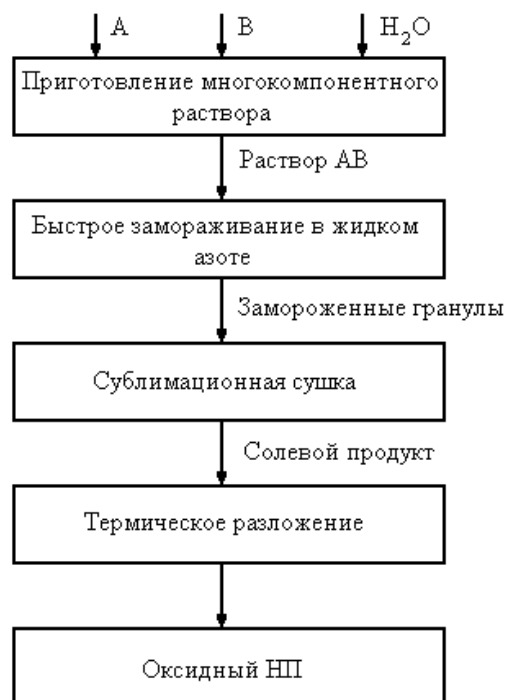 A B H₂O
Приготовление многокомпонентного
раствора
Раствор АВ
Быстрое замораживание в жидком
азоте
Замороженные гранулы
Сублимационная сушка
Солевой продукт
Термическое разложение
Оксидный НП